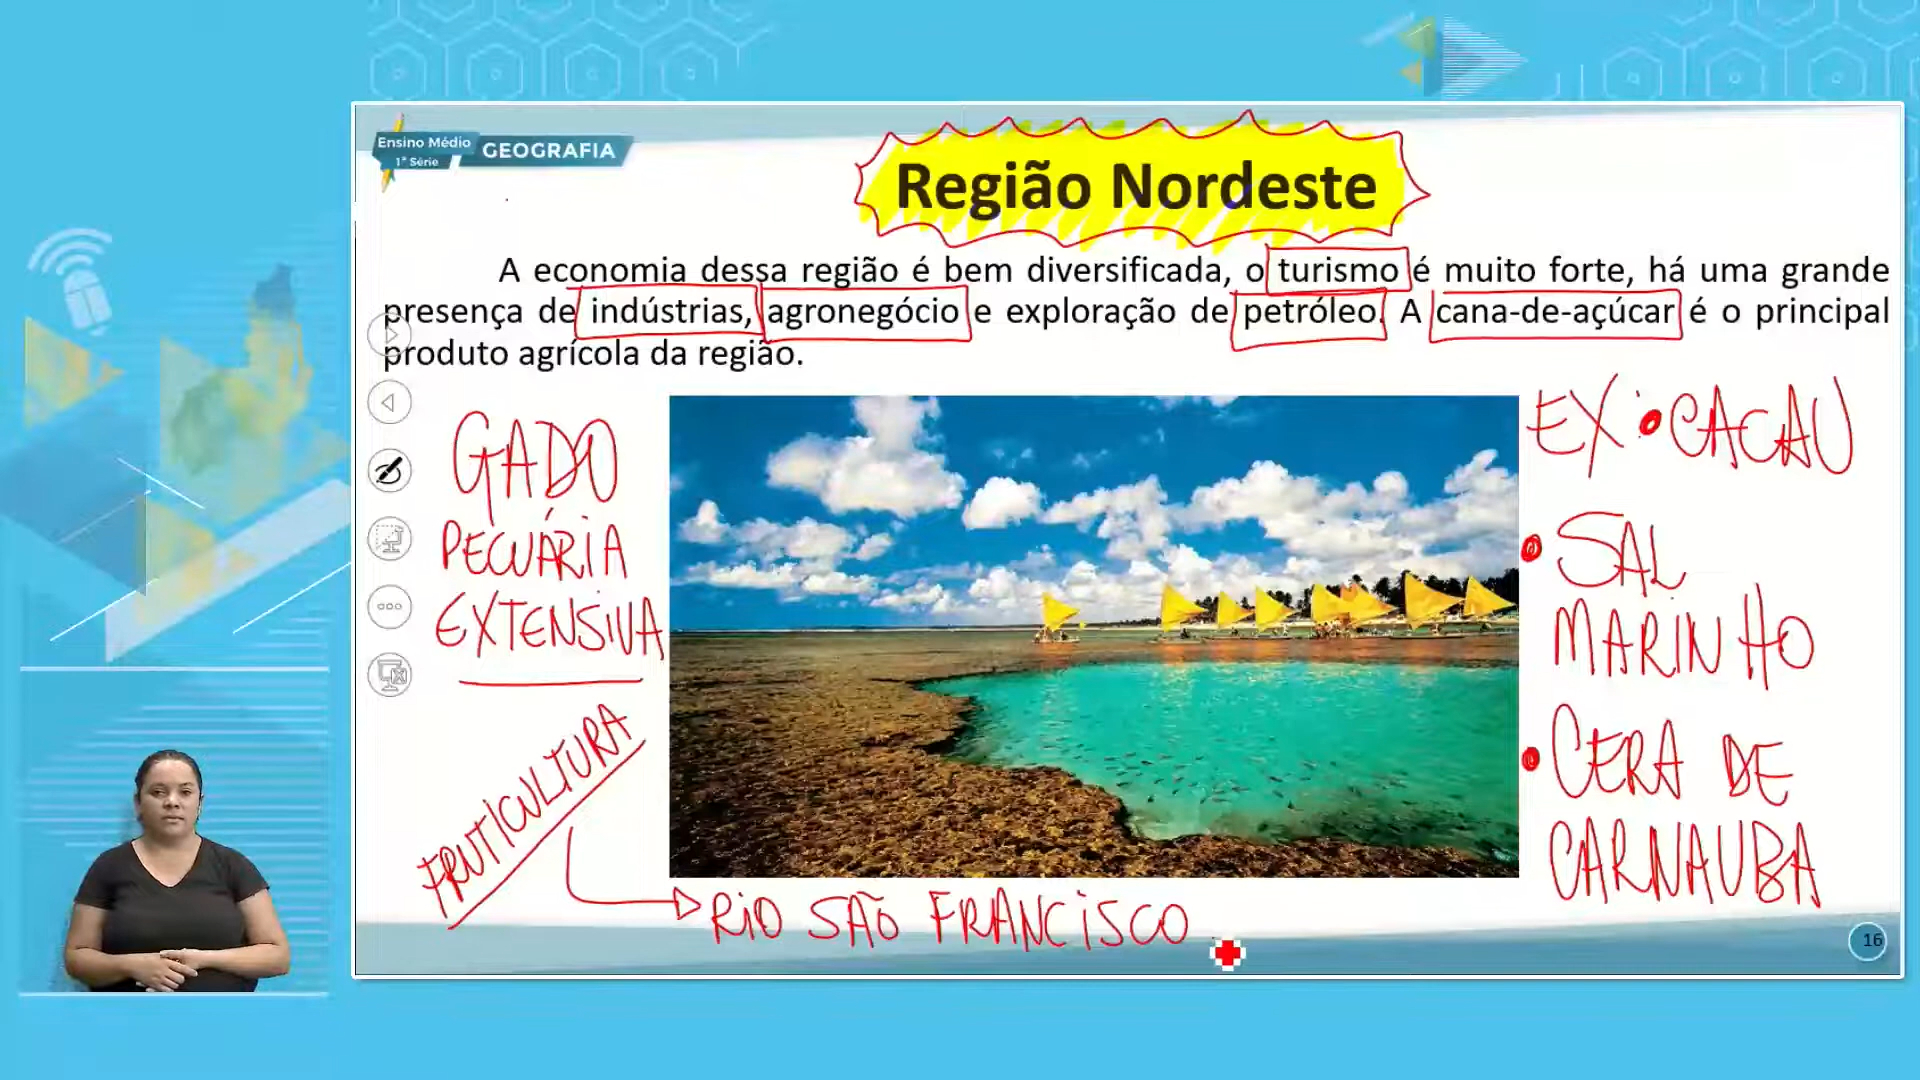 Ensino Médio
1ª Série
GEOGRAFIA
Região Nordeste
A economia dessa região é bem diversificada, o turismo é muito forte, há uma grande
presença de indústrias, agronegócio e exploração de petróleo. A cana-de-açúcar é o principal
produto agrícola da região.
GADO
PECUÁRIA
EXTENSIVA
FRUTICULTURA
RIO SÃO FRANCISCO
EX • CACAU
• SAL
MARINHO
• CERA DE
CARNAUBA
16